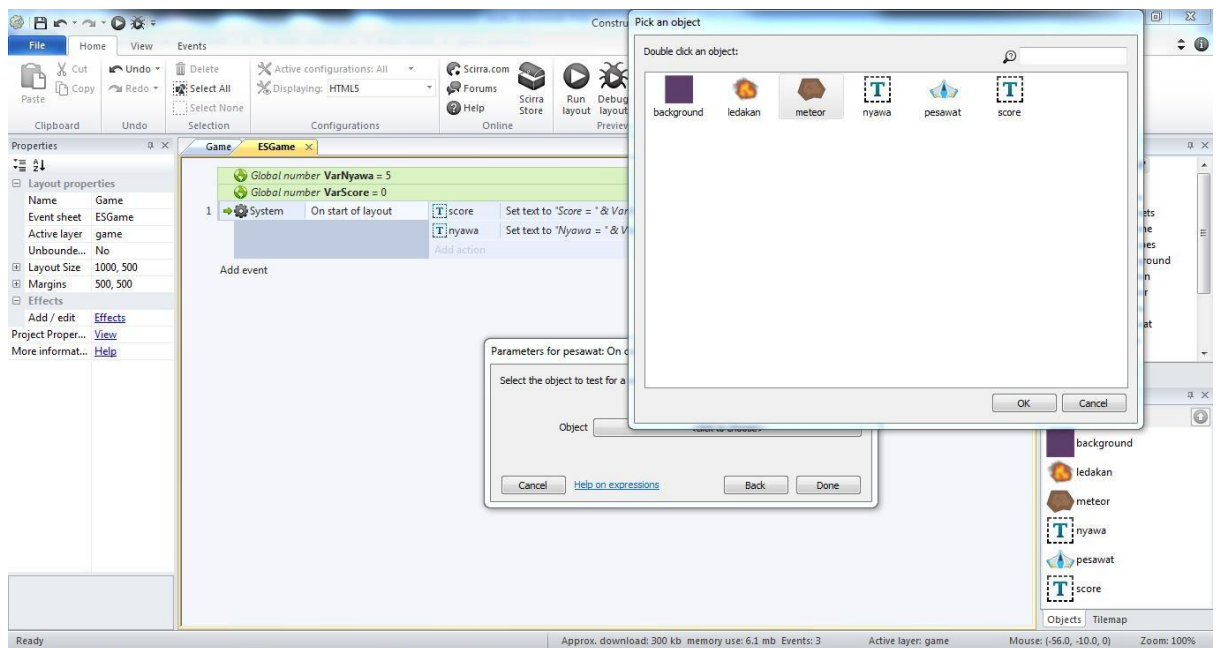 Constru
Pick an object
File Home View Events
Paste
Cut
Copy
Clipboard
Undo
Redo
Undo
Delete
Select All
Select None
Selection
Active configurations: All
Displaying: HTML5
Configurations
Scirra.com
Forums
Help
Scirra Store
Online
Run layout
Debug layout
Preview
Double click an object:
background ledakan meteor nyawa pesawat score
OK Cancel
Properties
Layout properties
Name Game
Event sheet ESGame
Active layer game
Unbounde... No
Layout Size 1000, 500
Margins 500, 500
Effects
Add / edit Effects
Project Proper... View
More informat... Help
Game ESGame
Global number VarNyawa = 5
Global number VarScore = 0
1 System On start of layout score Set text to "Score = " & Var
nyawa Set text to "Nyawa = " & V
Add action
Add event
Parameters for pesawat: On c
Select the object to test for a
Object
Cancel Help on expressions Back Done
background
ledakan
meteor
nyawa
pesawat
score
Objects Tilemap
Ready Approx. download: 300 kb memory use: 6.1 mb Events: 3 Active layer: game Mouse: (-56.0, -10.0, 0) Zoom: 100%